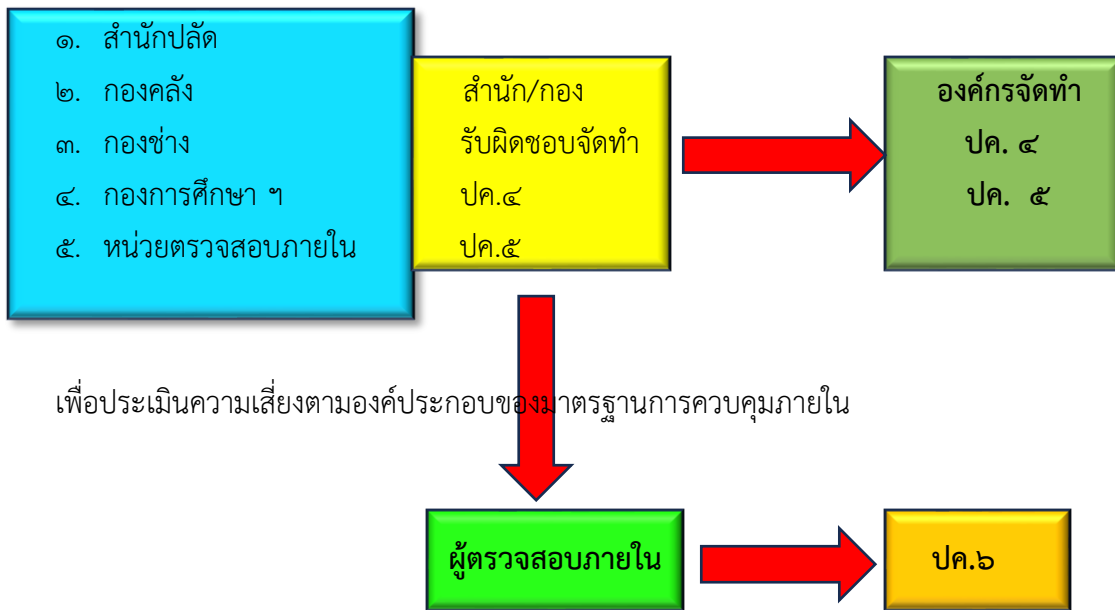 ๑. สำนักปลัด
๒. กองคลัง
๓. กองช่าง
๔. กองการศึกษา ฯ
๕. หน่วยตรวจสอบภายใน
สำนัก/กอง
รับผิดชอบจัดทำ
ปค.๔
ปค.๕
องค์กรจัดทำ
ปค. ๔
ปค. ๕
เพื่อประเมินความเสี่ยงตามองค์ประกอบของมาตรฐานการควบคุมภายใน
ผู้ตรวจสอบภายใน
ปค.๖